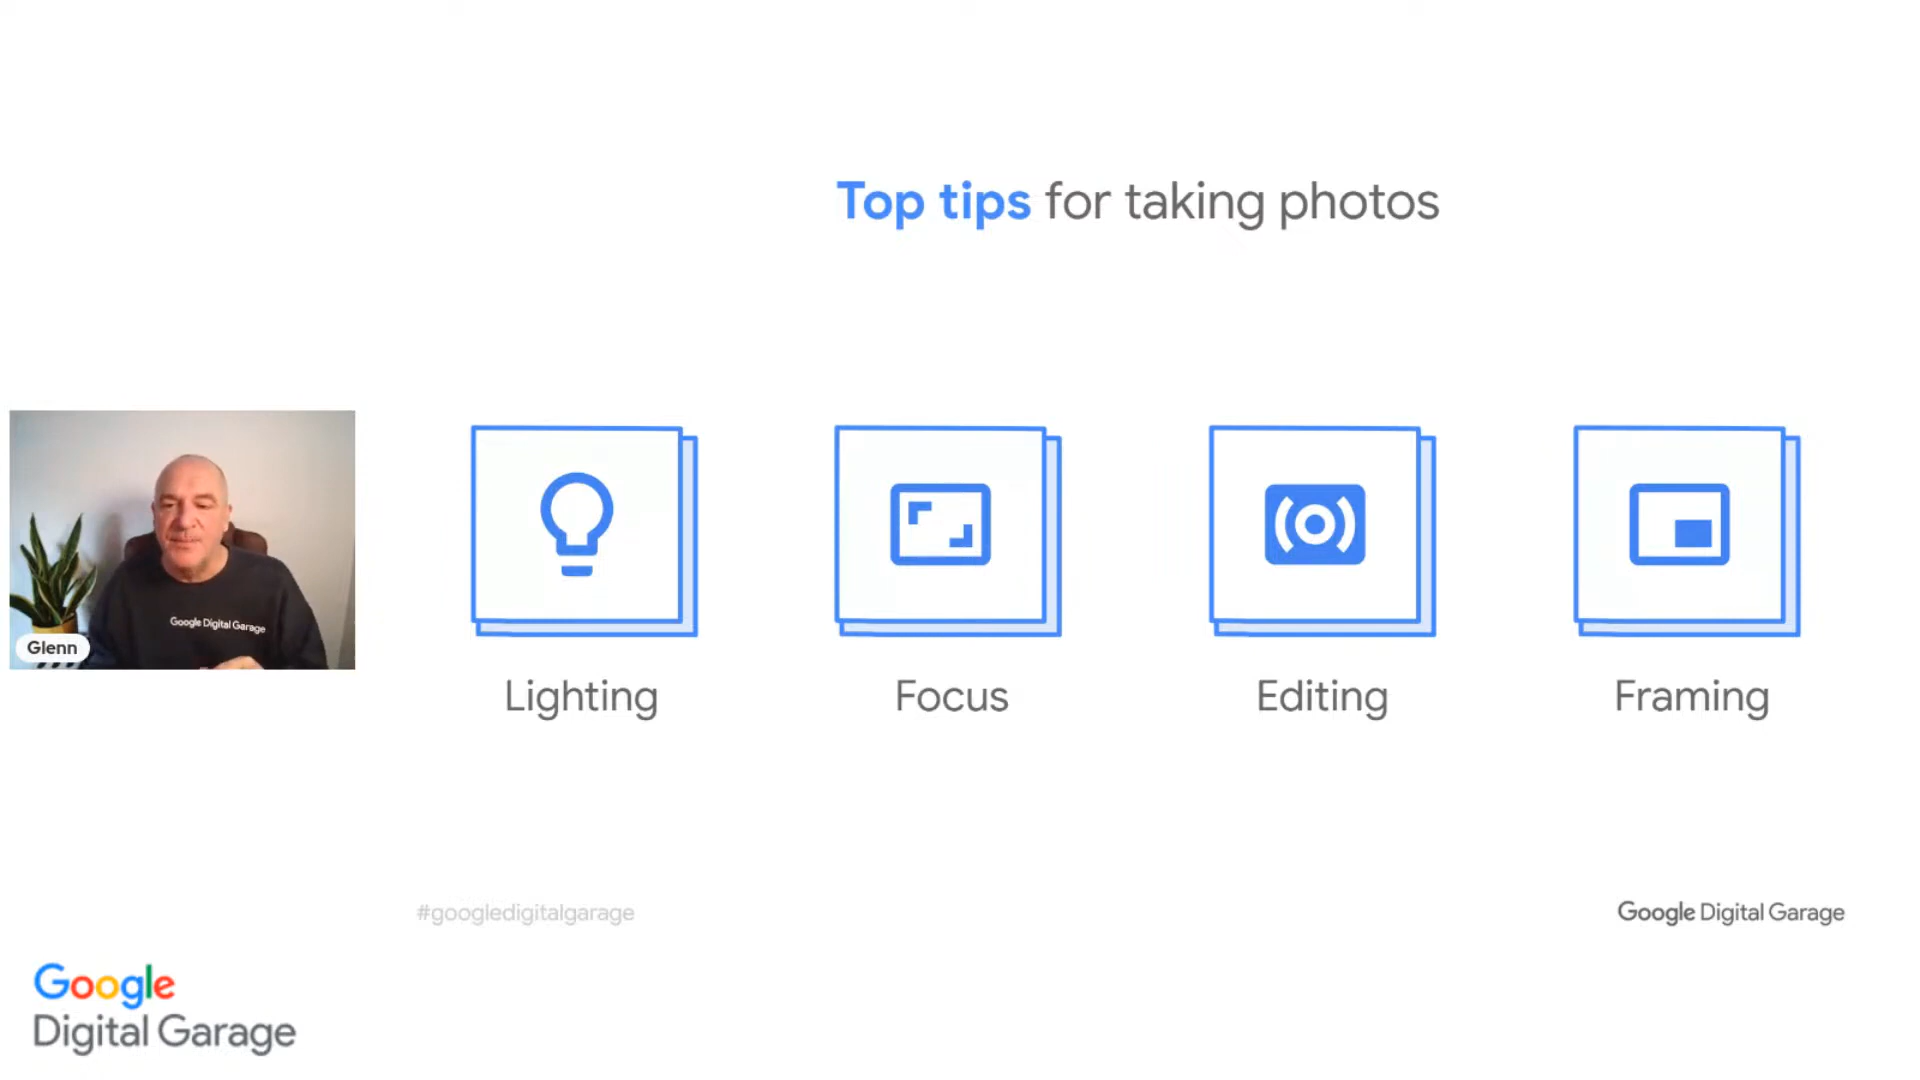 Top tips for taking photos
Google Digital Garage
Glenn
Lighting
Focus
Editing
Framing
#googledigitalgarage
Google Digital Garage
Google
Digital Garage